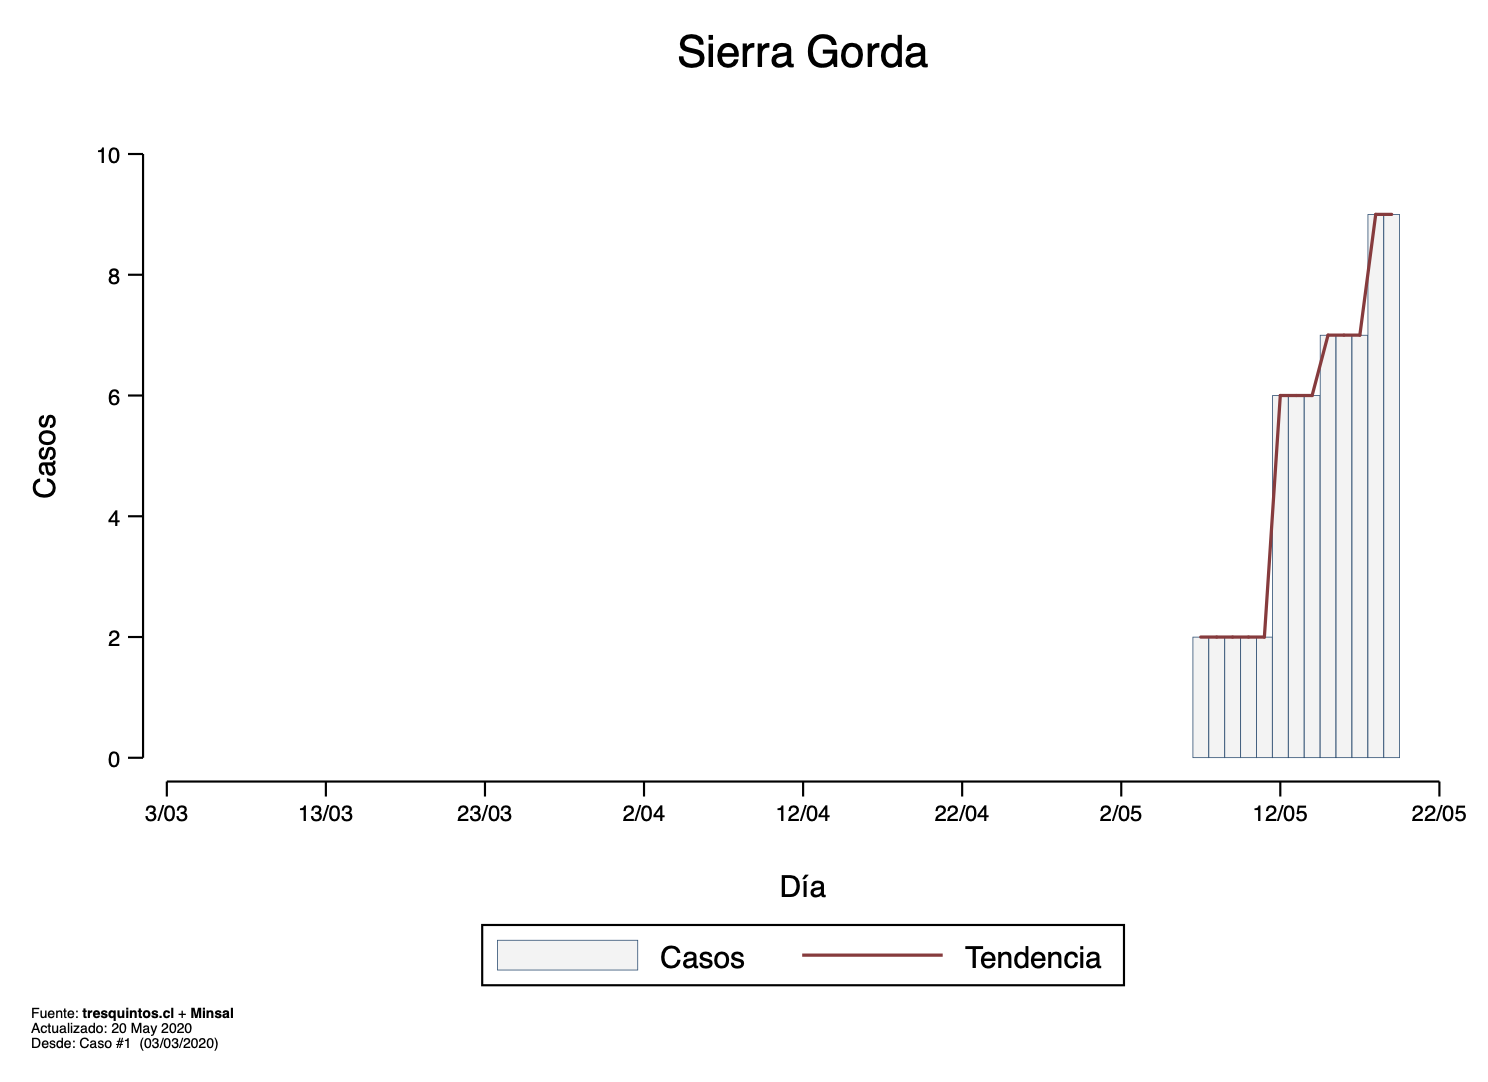 Sierra Gorda
10
8
6
4
2
0
Casos
3/03 13/03 23/03 2/04 12/04 22/04 2/05 12/05 22/05
Día
Casos Tendencia
Fuente: tresquintos.cl + Minsal
Actualizado: 20 May 2020
Desde: Caso #1 (03/03/2020)